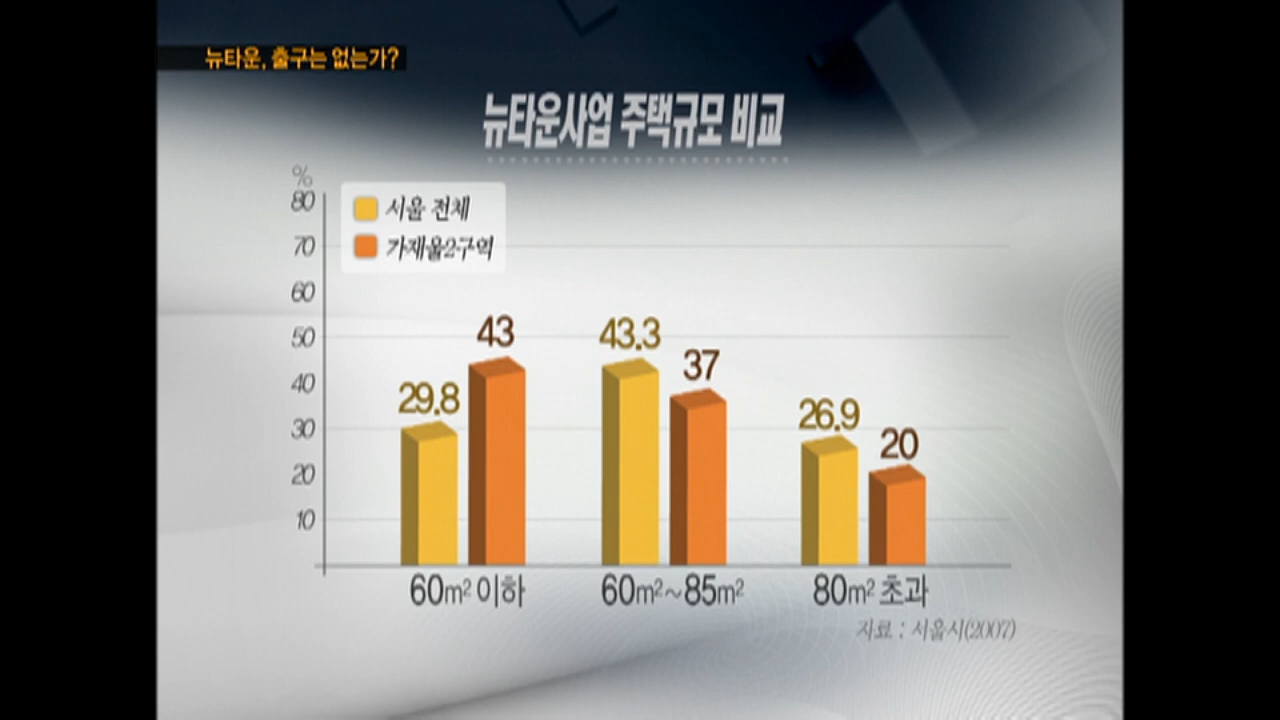 뉴타운, 출구는 없는가?
뉴타운사업 주택규모 비교
%
80
70
60
50
40
30
20
10
서울 전체
가재울2구역
29.8
43
43.3
37
26.9
20
60m² 이하
60m²~85m²
80m² 초과
자료 : 서울시(2007)